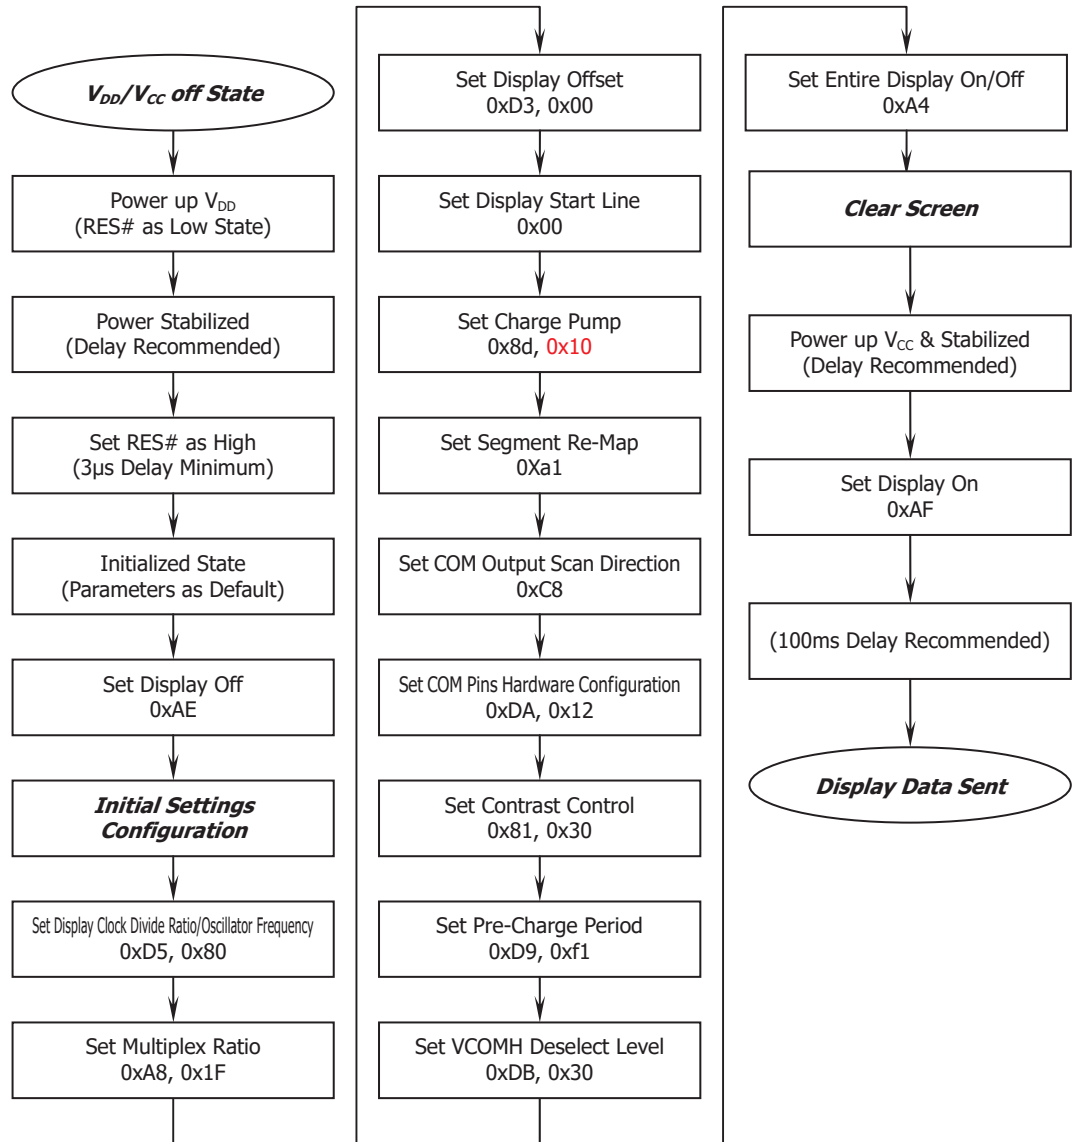 V_DD/V_CC off State
Power up V_DD
(RES# as Low State)
Power Stabilized
(Delay Recommended)
Set RES# as High
(3µs Delay Minimum)
Initialized State
(Parameters as Default)
Set Display Off
0xAE
Initial Settings
Configuration
Set Display Clock Divide Ratio/Oscillator Frequency
0xD5, 0x80
Set Multiplex Ratio
0xA8, 0x1F
Set Display Offset
0xD3, 0x00
Set Display Start Line
0x00
Set Charge Pump
0x8d, 0x10
Set Segment Re-Map
0Xa1
Set COM Output Scan Direction
0xC8
Set COM Pins Hardware Configuration
0xDA, 0x12
Set Contrast Control
0x81, 0x30
Set Pre-Charge Period
0xD9, 0xf1
Set VCOMH Deselect Level
0xDB, 0x30
Set Entire Display On/Off
0xA4
Clear Screen
Power up V_CC & Stabilized
(Delay Recommended)
Set Display On
0xAF
(100ms Delay Recommended)
Display Data Sent